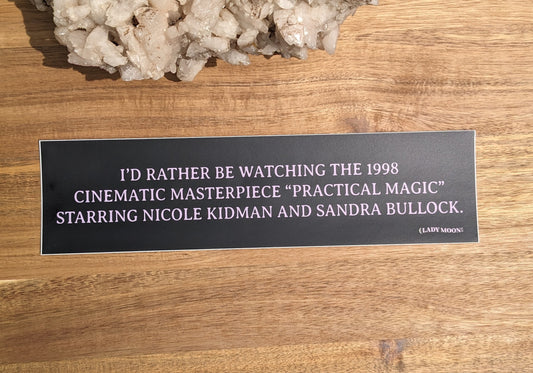 I'D RATHER BE WATCHING THE 1998
CINEMATIC MASTERPIECE “PRACTICAL MAGIC”
STARRING NICOLE KIDMAN AND SANDRA BULLOCK.
LADY MOON